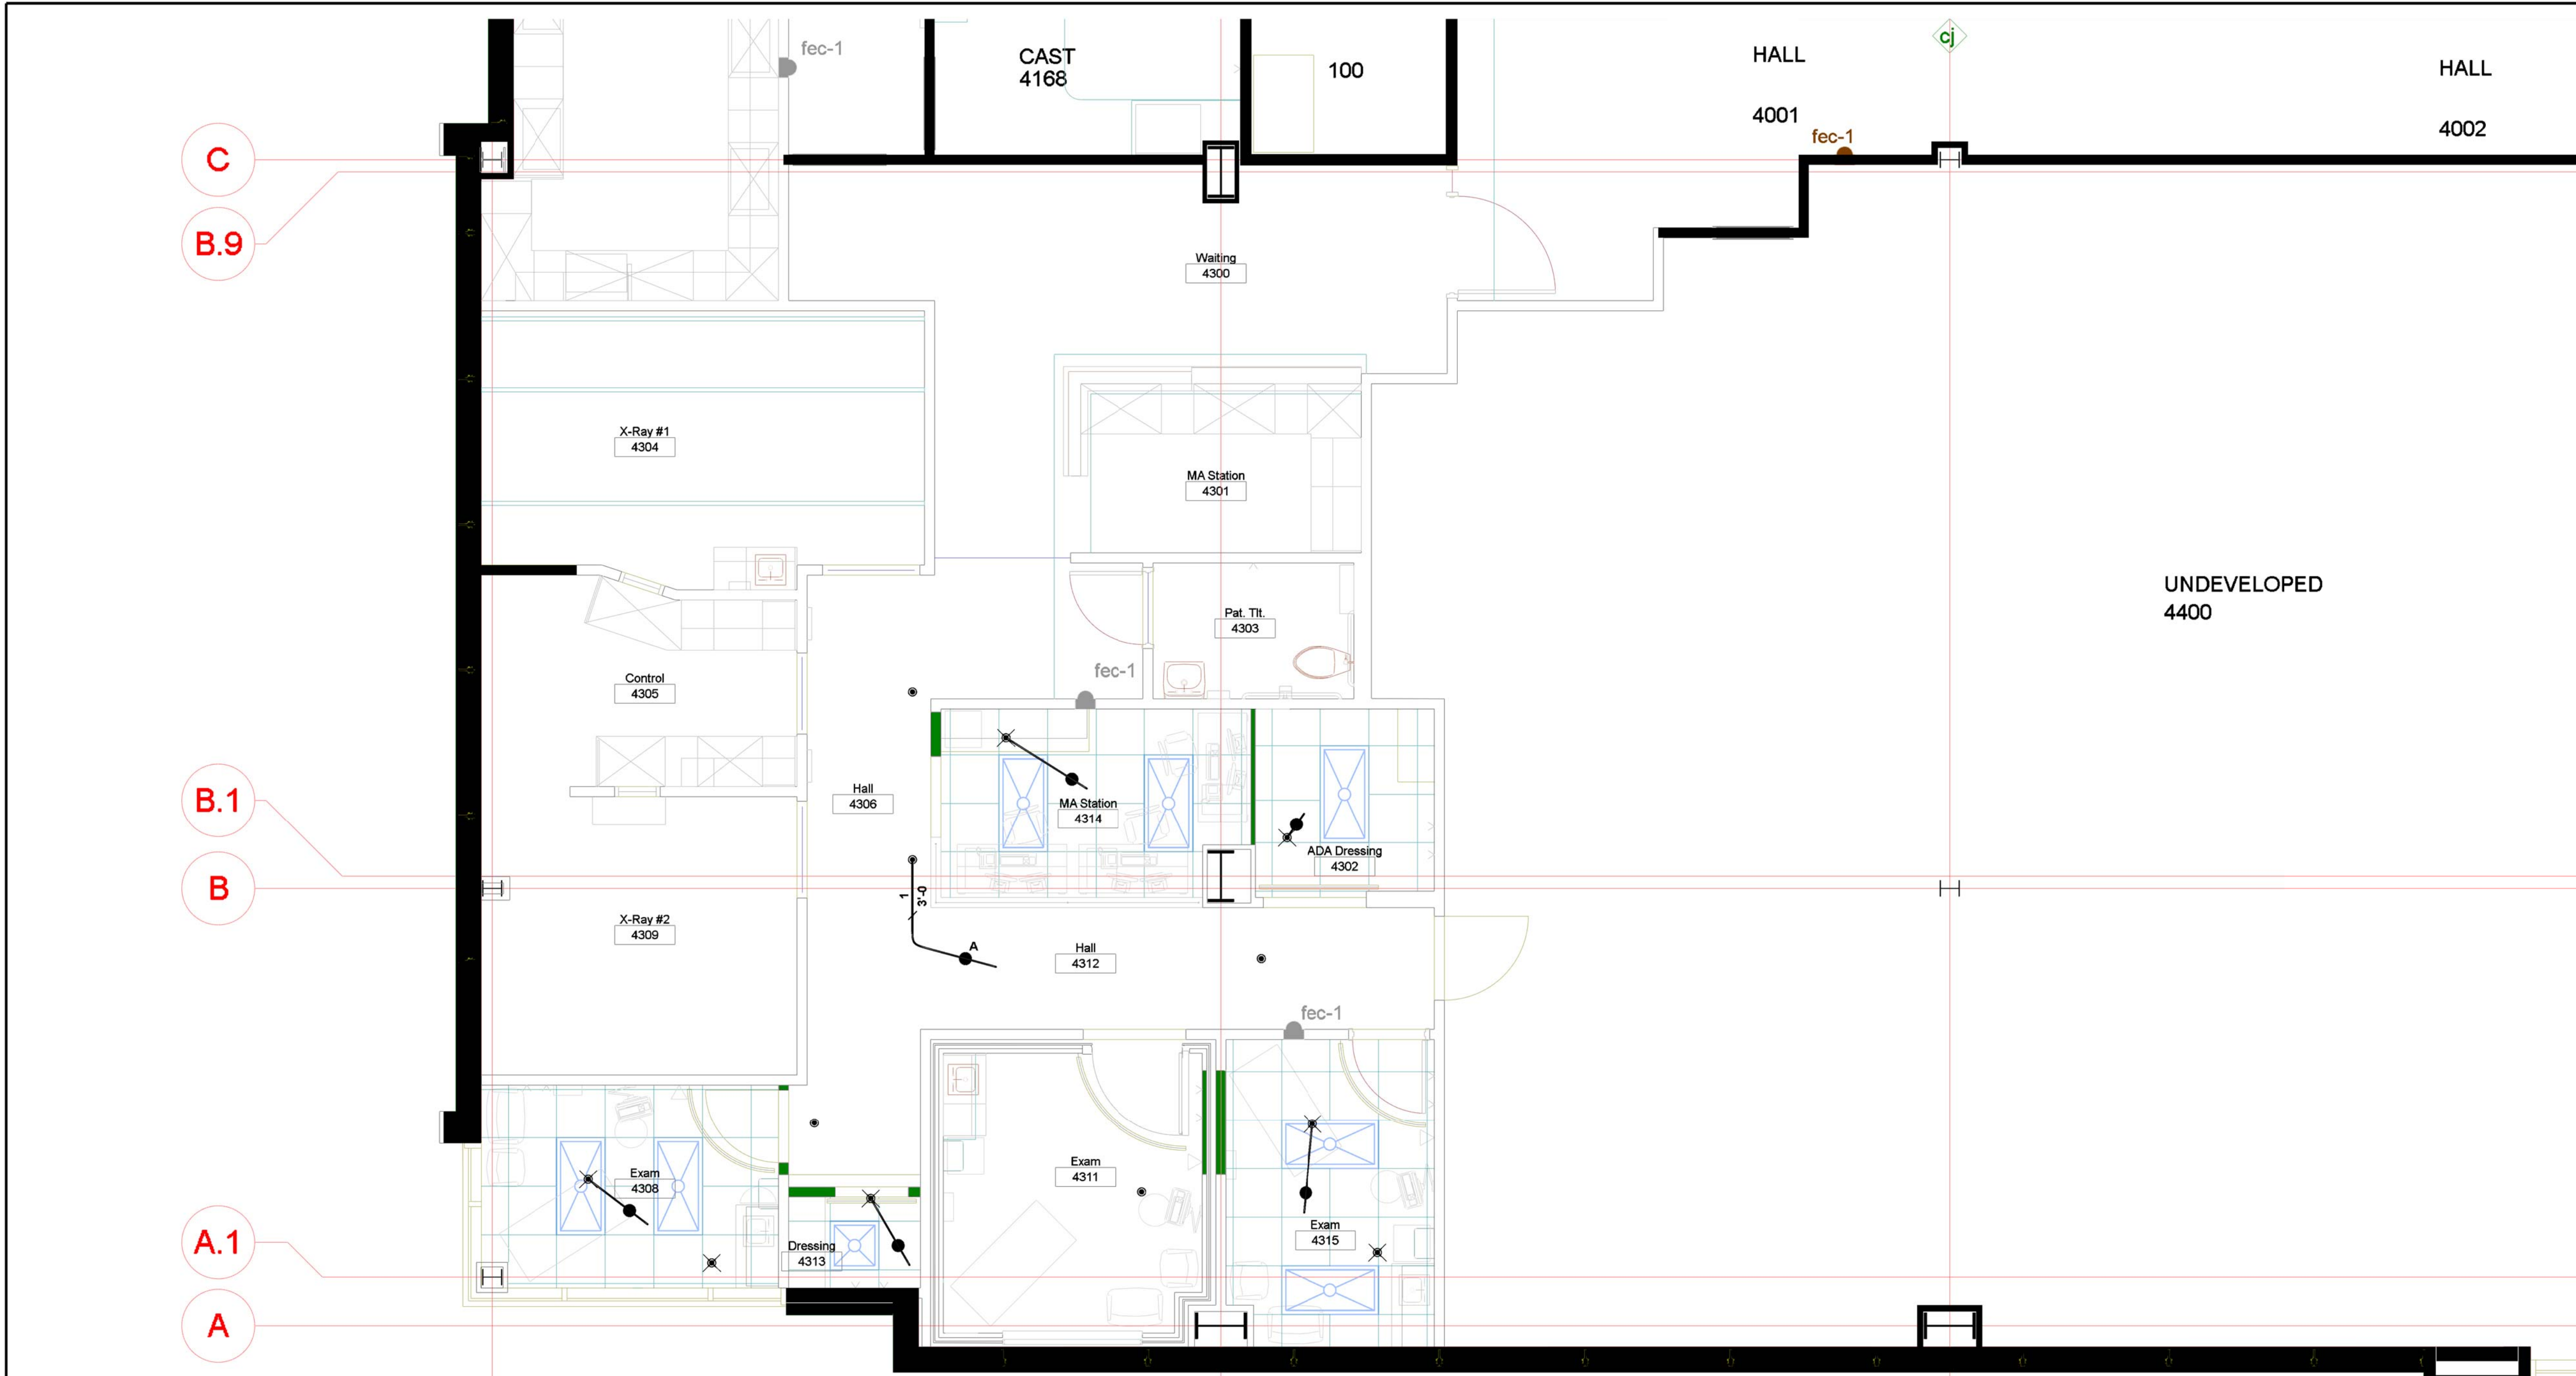 fec-1
CAST
4168
100
HALL
4001
cj
HALL
4002
fec-1
C
B.9
Waiting
4300
X-Ray #1
4304
MA Station
4301
UNDEVELOPED
4400
Pat. Tlt.
4303
fec-1
Control
4305
B.1
Hall
4306
MA Station
4314
ADA Dressing
4302
B
1
3'-0
X-Ray #2
4309
A
Hall
4312
fec-1
Exam
4308
Exam
4311
Exam
4315
A.1
Dressing
4313
A